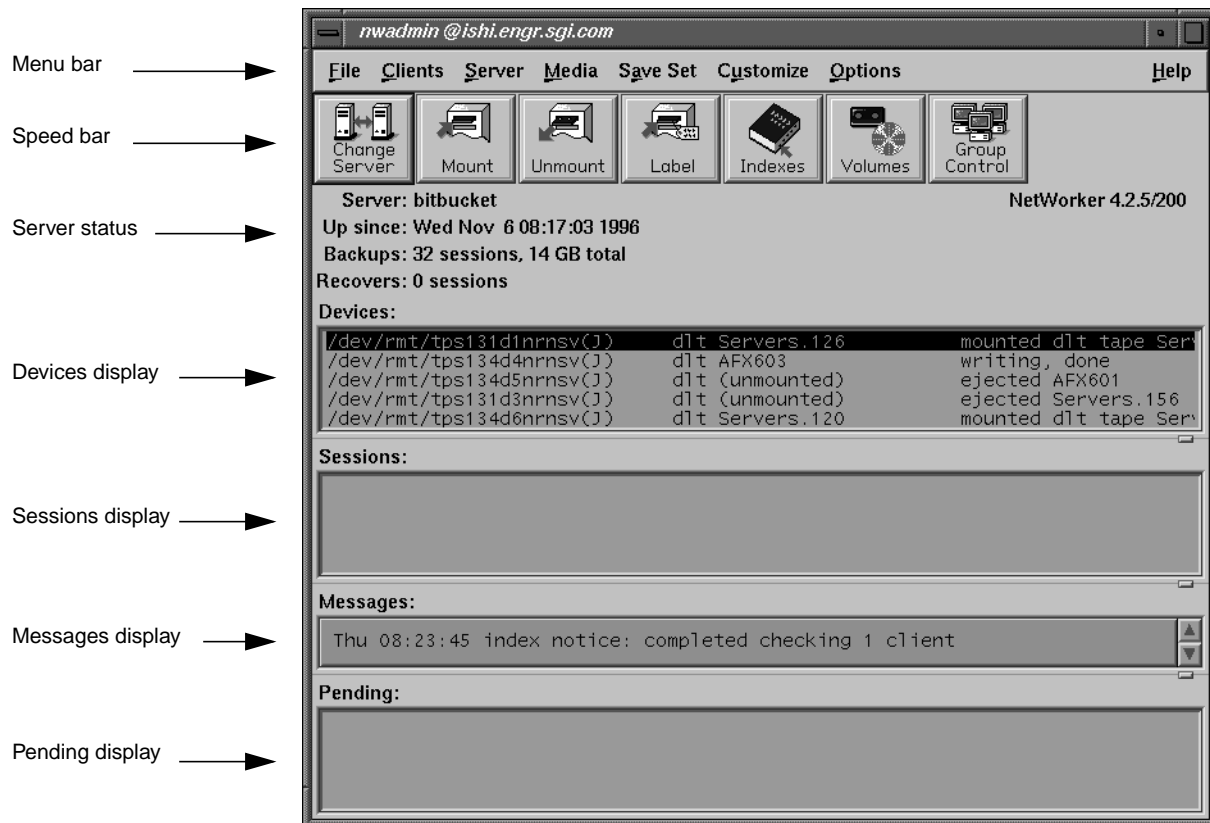 nwadmin @ishi.engr.sgi.com
Menu bar
File Clients Server Media Save Set Customize Options Help
Speed bar
Change Server
Mount
Unmount
Label
Indexes
Volumes
Group Control
Server: bitbucket NetWorker 4.2.5/200
Server status
Up since: Wed Nov 6 08:17:03 1996
Backups: 32 sessions, 14 GB total
Recovers: 0 sessions
Devices:
/dev/rmt/tps131d1nrnsv(J) dlt Servers.126 mounted dlt tape Serv
/dev/rmt/tps134d4nrnsv(J) dlt AFX603 writing, done
Devices display
/dev/rmt/tps134d5nrnsv(J) dlt (unmounted) ejected AFX601
/dev/rmt/tps131d3nrnsv(J) dlt (unmounted) ejected Servers.156
/dev/rmt/tps134d6nrnsv(J) dlt Servers.120 mounted dlt tape Serv
Sessions:
Sessions display
Messages:
Messages display
Thu 08:23:45 index notice: completed checking 1 client
Pending:
Pending display